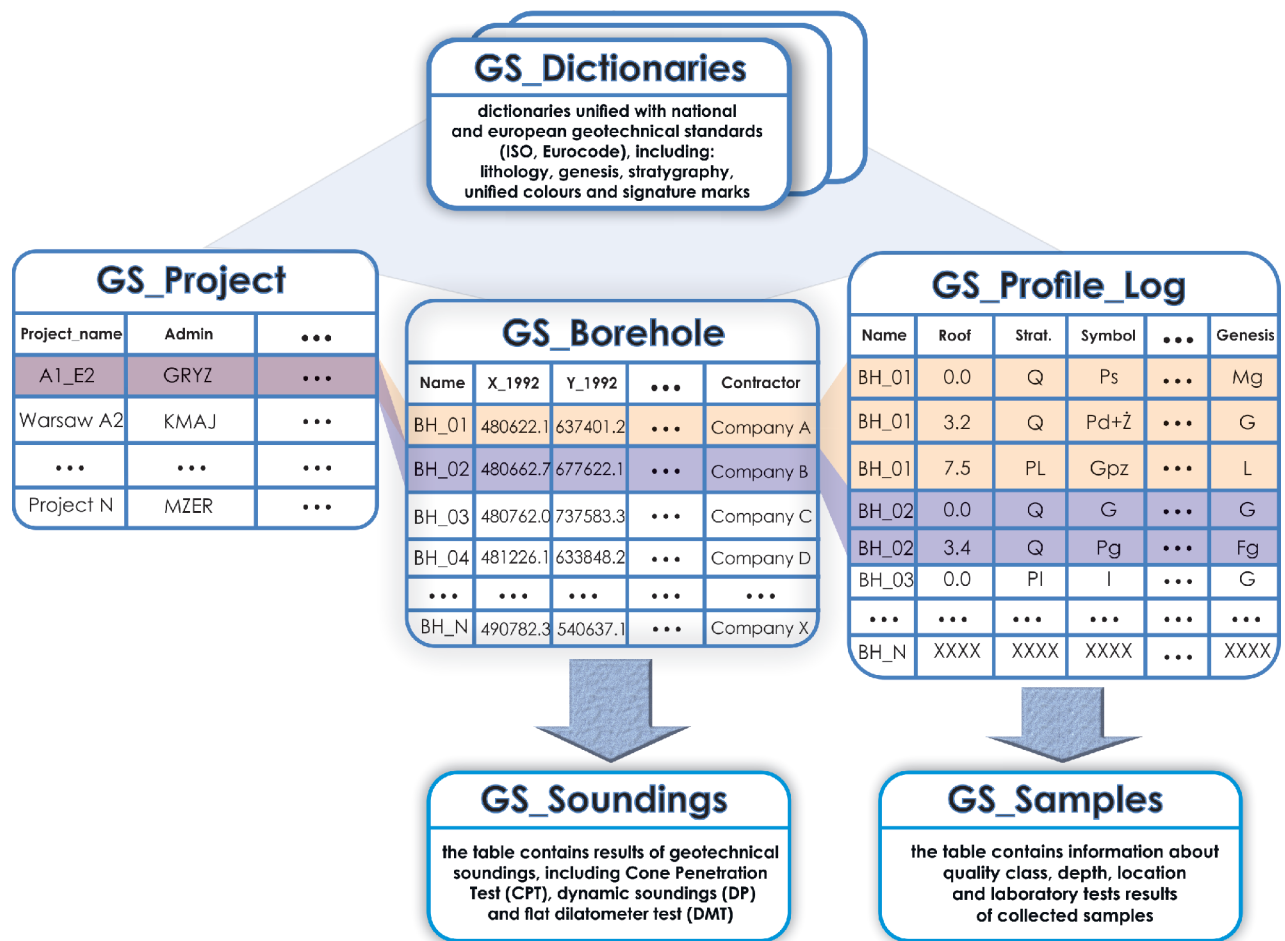 GS_Dictionaries
dictionaries unified with national
and european geotechnical standards
(ISO, Eurocode), including:
lithology, genesis, stratygraphy,
unified colours and signature marks
GS_Project
Project_name Admin •••
A1_E2 GRYZ •••
Warsaw A2 KMAJ •••
••• ••• •••
Project N MZER •••
GS_Borehole
Name X_1992 Y_1992 ••• Contractor
BH_01 480622.1 637401.2 ••• Company A
BH_02 480662.7 677622.1 ••• Company B
BH_03 480762.0 737583.3 ••• Company C
BH_04 481226.1 633848.2 ••• Company D
••• ••• ••• ••• •••
BH_N 490782.3 540637.1 ••• Company X
GS_Profile_Log
Name Roof Strat. Symbol ••• Genesis
BH_01 0.0 Q Ps ••• Mg
BH_01 3.2 Q Pd+Ż ••• G
BH_01 7.5 PL Gpz ••• L
BH_02 0.0 Q G ••• G
BH_02 3.4 Q Pg ••• Fg
BH_03 0.0 Pl I ••• G
••• ••• ••• ••• ••• •••
BH_N XXXX XXXX XXXX ••• XXXX
GS_Soundings
the table contains results of geotechnical
soundings, including Cone Penetration
Test (CPT), dynamic soundings (DP)
and flat dilatometer test (DMT)
GS_Samples
the table contains information about
quality class, depth, location
and laboratory tests results
of collected samples